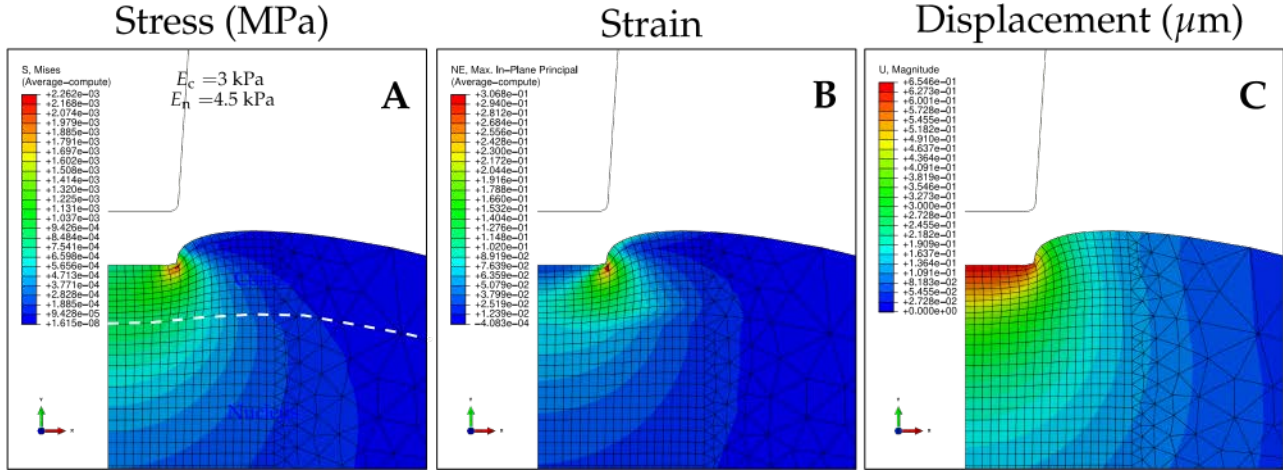 Stress (MPa)
Strain
Displacement (μm)
S, Mises
(Average-compute)
+2.262e-03
+2.168e-03
+2.074e-03
+1.979e-03
+1.885e-03
+1.791e-03
+1.697e-03
+1.602e-03
+1.508e-03
+1.414e-03
+1.320e-03
+1.225e-03
+1.131e-03
+1.037e-03
+9.426e-04
+8.484e-04
+7.541e-04
+6.598e-04
+5.656e-04
+4.713e-04
+3.771e-04
+2.828e-04
+1.885e-04
+9.428e-05
+1.615e-08
E_c =3 kPa
E_n =4.5 kPa
A
Nucleus
Y
X
NE, Max. In-Plane Principal
(Average-compute)
+3.068e-01
+2.940e-01
+2.812e-01
+2.684e-01
+2.556e-01
+2.428e-01
+2.300e-01
+2.172e-01
+2.044e-01
+1.916e-01
+1.788e-01
+1.660e-01
+1.532e-01
+1.404e-01
+1.276e-01
+1.148e-01
+1.020e-01
+8.919e-02
+7.639e-02
+6.359e-02
+5.079e-02
+3.799e-02
+2.519e-02
+1.239e-02
-4.083e-04
B
Y
X
U, Magnitude
+6.546e-01
+6.273e-01
+6.001e-01
+5.728e-01
+5.455e-01
+5.182e-01
+4.910e-01
+4.637e-01
+4.364e-01
+4.091e-01
+3.819e-01
+3.546e-01
+3.273e-01
+3.000e-01
+2.728e-01
+2.455e-01
+2.182e-01
+1.909e-01
+1.637e-01
+1.364e-01
+1.091e-01
+8.183e-02
+5.455e-02
+2.728e-02
+0.000e+00
C
Y
X